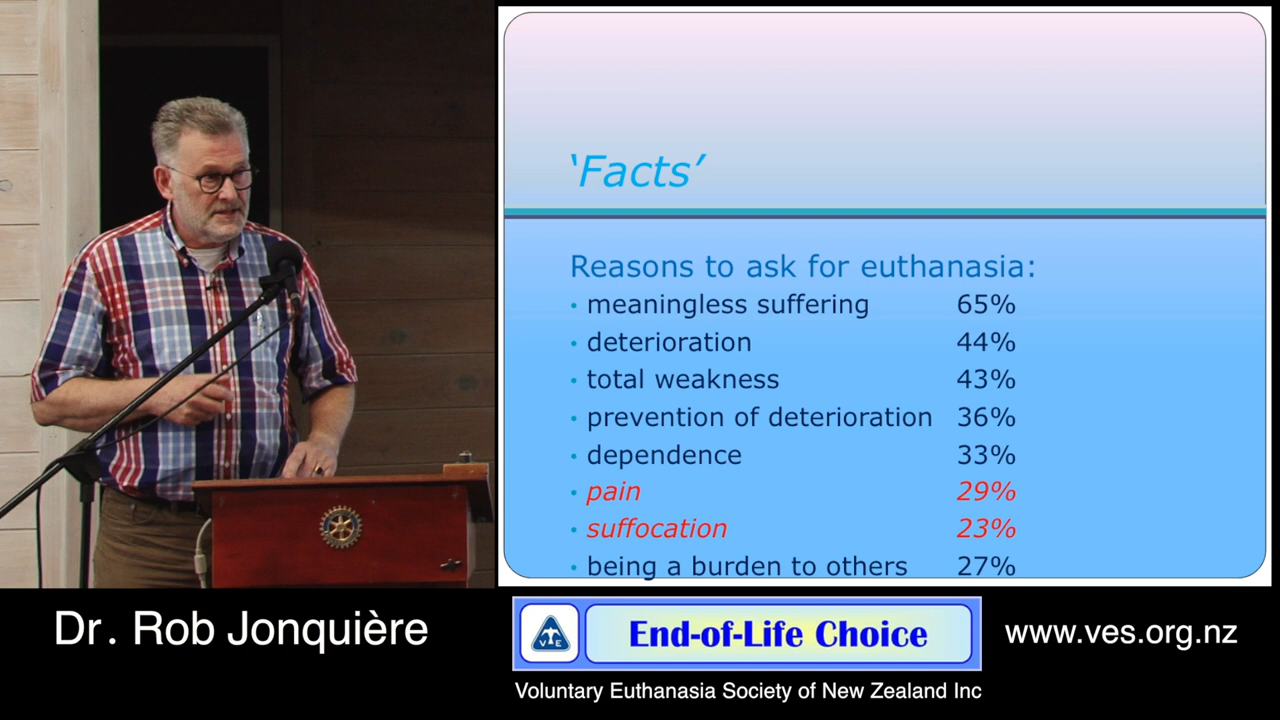 ‘Facts’
Reasons to ask for euthanasia:
• meaningless suffering 65%
• deterioration 44%
• total weakness 43%
• prevention of deterioration 36%
• dependence 33%
• pain 29%
• suffocation 23%
• being a burden to others 27%
Dr. Rob Jonquière
V E
End-of-Life Choice
www.ves.org.nz
Voluntary Euthanasia Society of New Zealand Inc